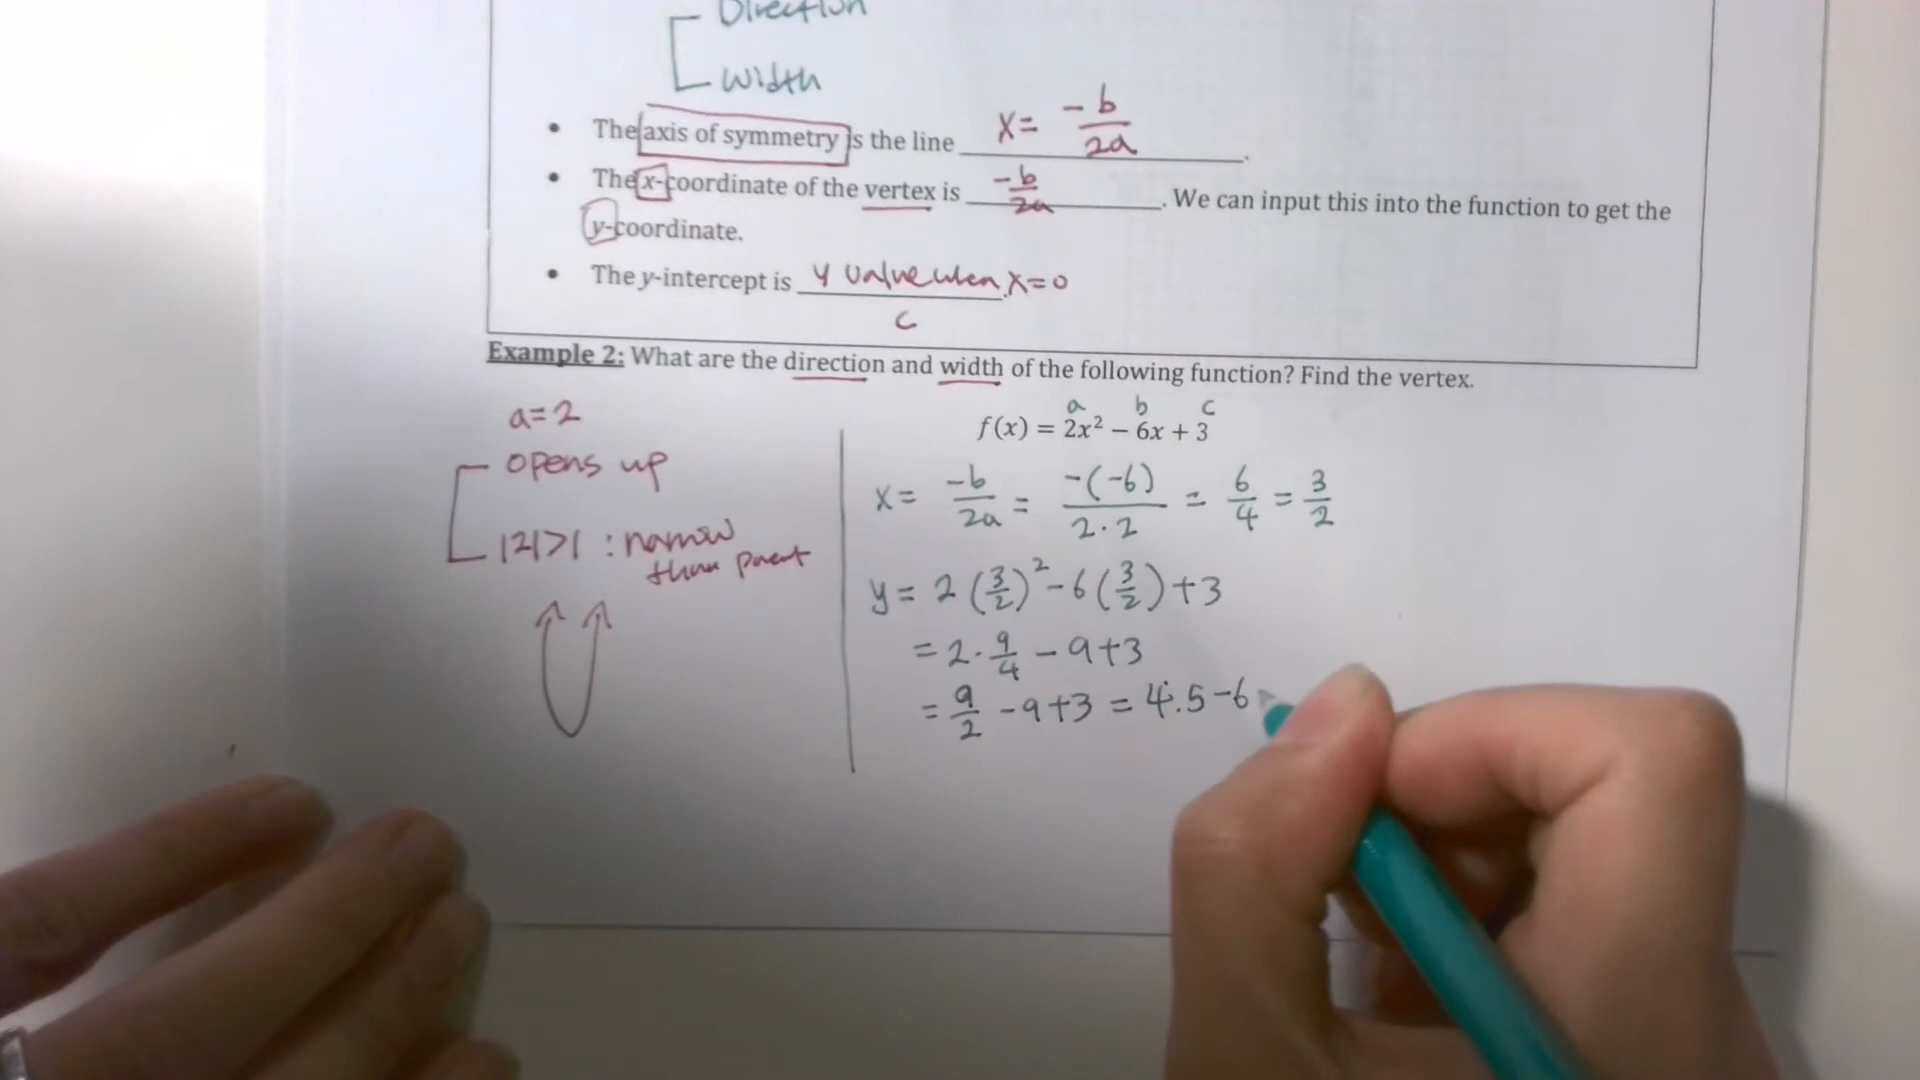 Direction
Width
• The axis of symmetry is the line x = -b/2a.
• The x-coordinate of the vertex is -b/2a. We can input this into the function to get the
y-coordinate.
• The y-intercept is y value when x=0
c
Example 2: What are the direction and width of the following function? Find the vertex.
a=2
opens up
|2|>1 : narrow
than parent
a b c
f(x) = 2x² − 6x + 3
x = -b/2a = -(-6)/2·2 = 6/4 = 3/2
y = 2(3/2)² - 6(3/2) + 3
= 2·9/4 - 9+3
= 9/2 - 9+3 = 4.5-6